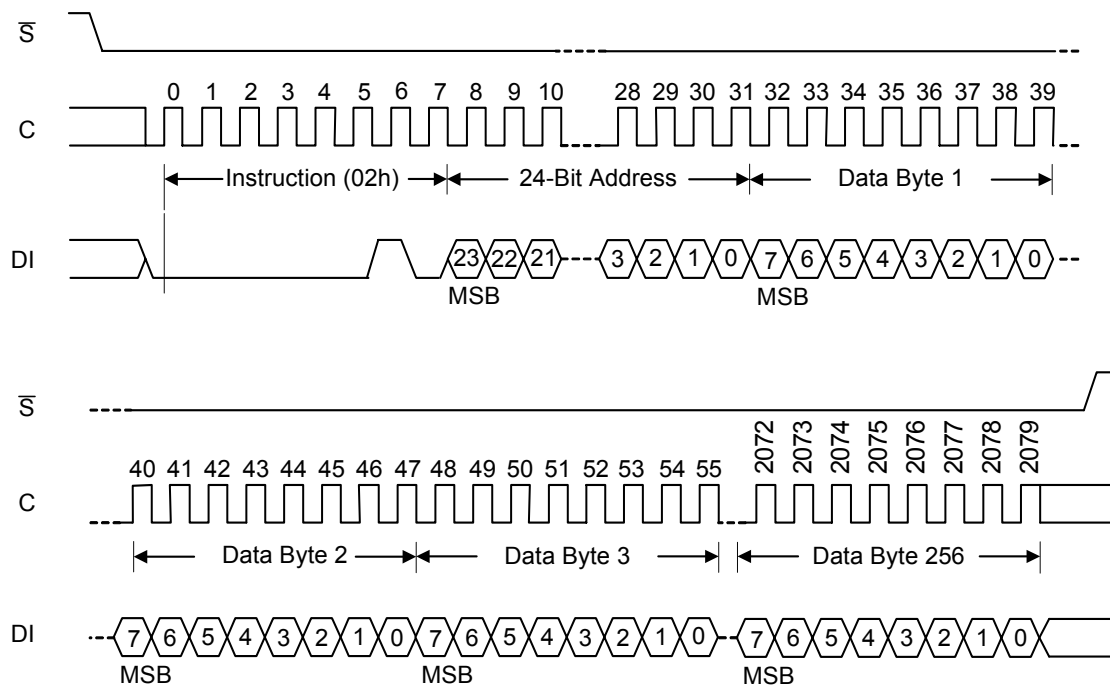 S
0 1 2 3 4 5 6 7 8 9 10 28 29 30 31 32 33 34 35 36 37 38 39
C
Instruction (02h) 24-Bit Address Data Byte 1
DI 23 22 21 3 2 1 0 7 6 5 4 3 2 1 0
MSB MSB
S
2072 2073 2074 2075 2076 2077 2078 2079
40 41 42 43 44 45 46 47 48 49 50 51 52 53 54 55
C
Data Byte 2 Data Byte 3 Data Byte 256
DI 7 6 5 4 3 2 1 0 7 6 5 4 3 2 1 0 7 6 5 4 3 2 1 0
MSB MSB MSB